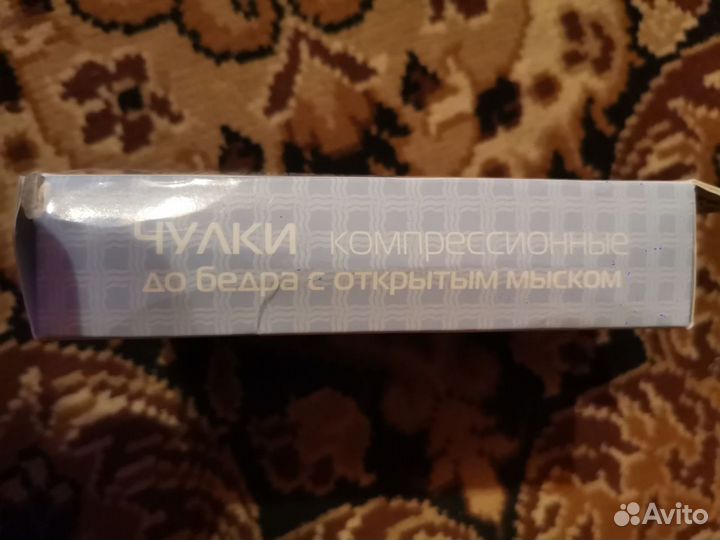 ЧУЛКИ компрессионные
до бедра с открытым мыском
Avito